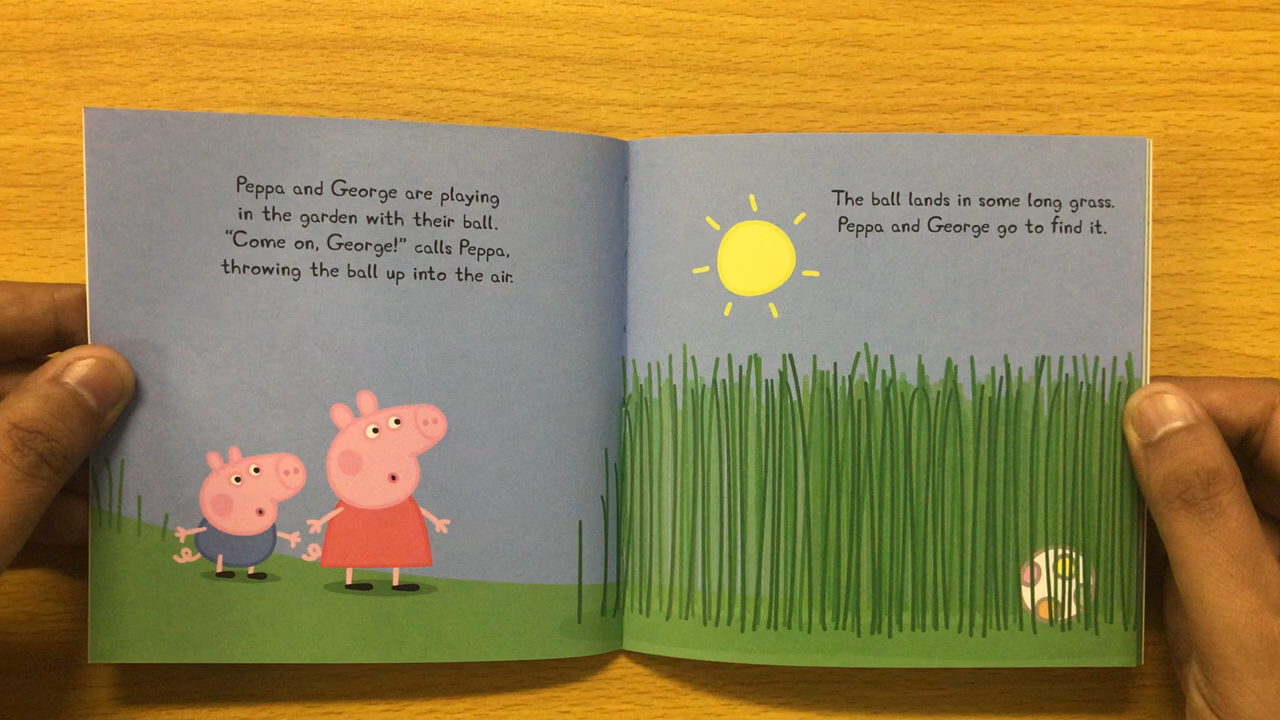 Peppa and George are playing
in the garden with their ball.
“Come on, George!” calls Peppa,
throwing the ball up into the air.
The ball lands in some long grass.
Peppa and George go to find it.